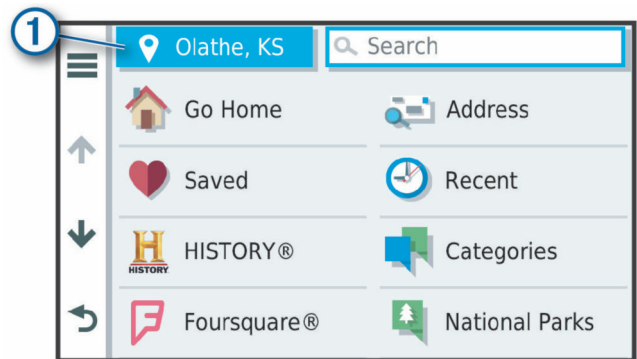 1
Olathe, KS
Search
Go Home
Address
Saved
Recent
H
HISTORY
HISTORY®
Categories
Foursquare®
National Parks